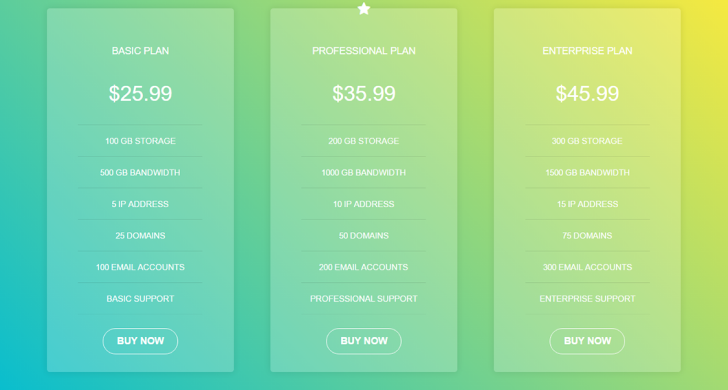 BASIC PLAN
$25.99
100 GB STORAGE
500 GB BANDWIDTH
5 IP ADDRESS
25 DOMAINS
100 EMAIL ACCOUNTS
BASIC SUPPORT
BUY NOW
PROFESSIONAL PLAN
$35.99
200 GB STORAGE
1000 GB BANDWIDTH
10 IP ADDRESS
50 DOMAINS
200 EMAIL ACCOUNTS
PROFESSIONAL SUPPORT
BUY NOW
ENTERPRISE PLAN
$45.99
300 GB STORAGE
1500 GB BANDWIDTH
15 IP ADDRESS
75 DOMAINS
300 EMAIL ACCOUNTS
ENTERPRISE SUPPORT
BUY NOW